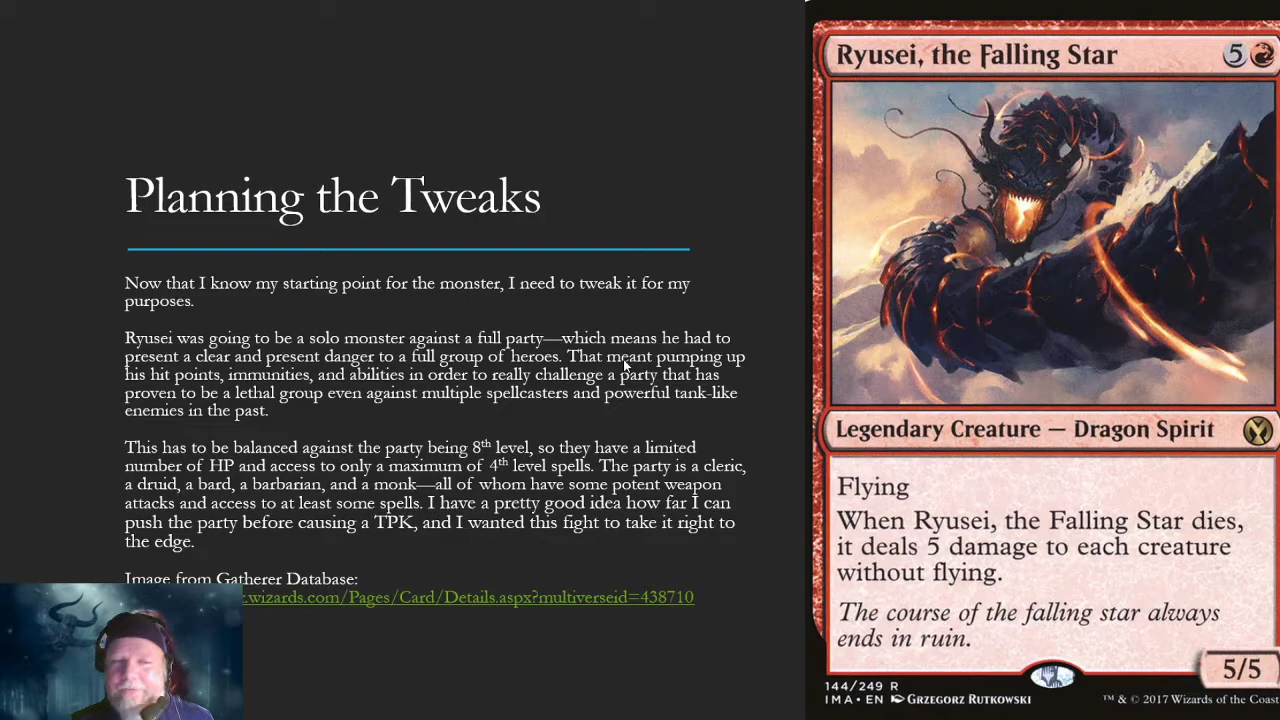 Planning the Tweaks
Now that I know my starting point for the monster, I need to tweak it for my
purposes.
Ryusei was going to be a solo monster against a full party—which means he had to
present a clear and present danger to a full group of heroes. That meant pumping up
his hit points, immunities, and abilities in order to really challenge a party that has
proven to be a lethal group even against multiple spellcasters and powerful tank-like
enemies in the past.
This has to be balanced against the party being 8th level, so they have a limited
number of HP and access to only a maximum of 4th level spells. The party is a cleric,
a druid, a bard, a barbarian, and a monk—all of whom have some potent weapon
attacks and access to at least some spells. I have a pretty good idea how far I can
push the party before causing a TPK, and I wanted this fight to take it right to
the edge.
Image from Gatherer Database:
.wizards.com/Pages/Card/Details.aspx?multiverseid=438710
Ryusei, the Falling Star 5
Legendary Creature — Dragon Spirit
Flying
When Ryusei, the Falling Star dies,
it deals 5 damage to each creature
without flying.
The course of the falling star always
ends in ruin.
5/5
144/249 R
IMA • EN Grzegorz Rutkowski
™ & © 2017 Wizards of the Coast